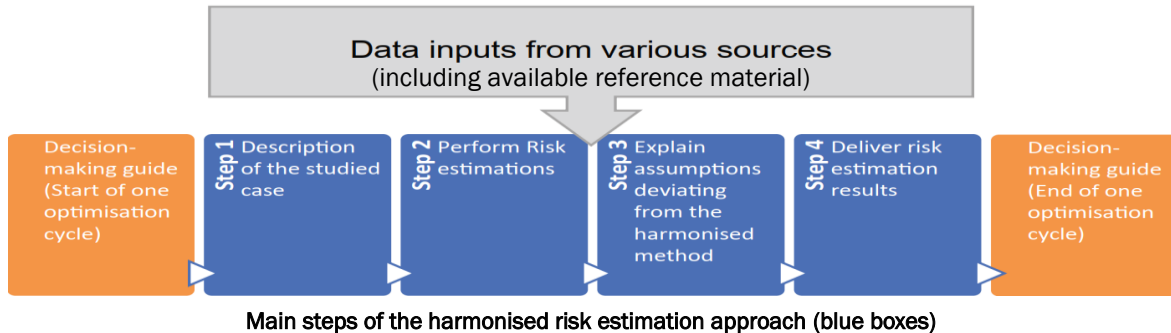 Data inputs from various sources
(including available reference material)
Decision-
making guide
(Start of one
optimisation
cycle)
Step 1
Description
of the studied
case
Step 2
Perform Risk
estimations
Step 3
Explain
assumptions
deviating
from the
harmonised
method
Step 4
Deliver risk
estimation
results
Decision-
making guide
(End of one
optimisation
cycle)
Main steps of the harmonised risk estimation approach (blue boxes)